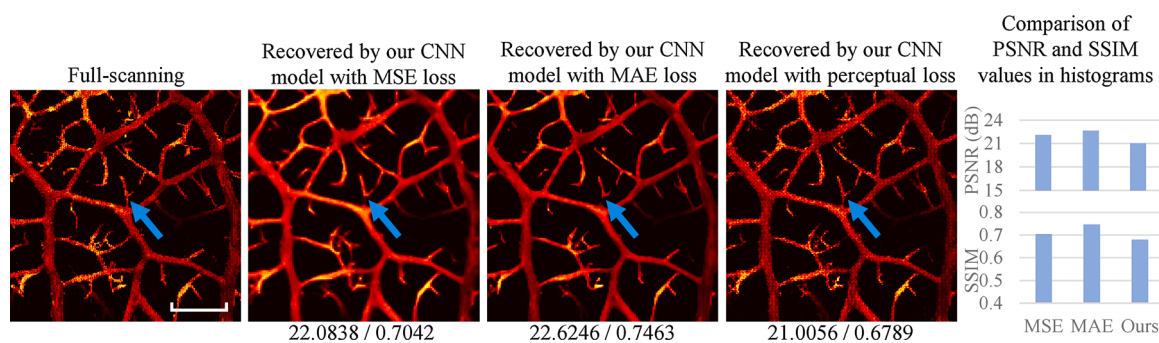 Full-scanning
Recovered by our CNN
model with MSE loss
Recovered by our CNN
model with MAE loss
Recovered by our CNN
model with perceptual loss
Comparison of
PSNR and SSIM
values in histograms
22.0838 / 0.7042
22.6246 / 0.7463
21.0056 / 0.6789
PSNR (dB)
24
21
18
15
SSIM
0.8
0.7
0.6
0.5
0.4
MSE MAE Ours